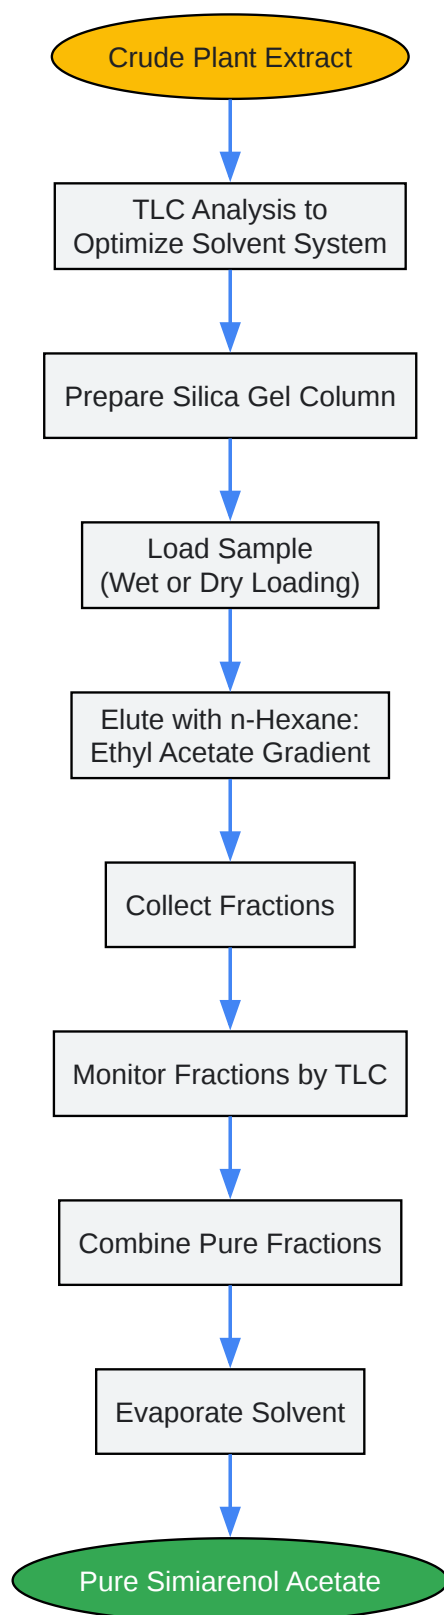 Crude Plant Extract
TLC Analysis to
Optimize Solvent System
Prepare Silica Gel Column
Load Sample
(Wet or Dry Loading)
Elute with n-Hexane:
Ethyl Acetate Gradient
Collect Fractions
Monitor Fractions by TLC
Combine Pure Fractions
Evaporate Solvent
Pure Simiarenol Acetate